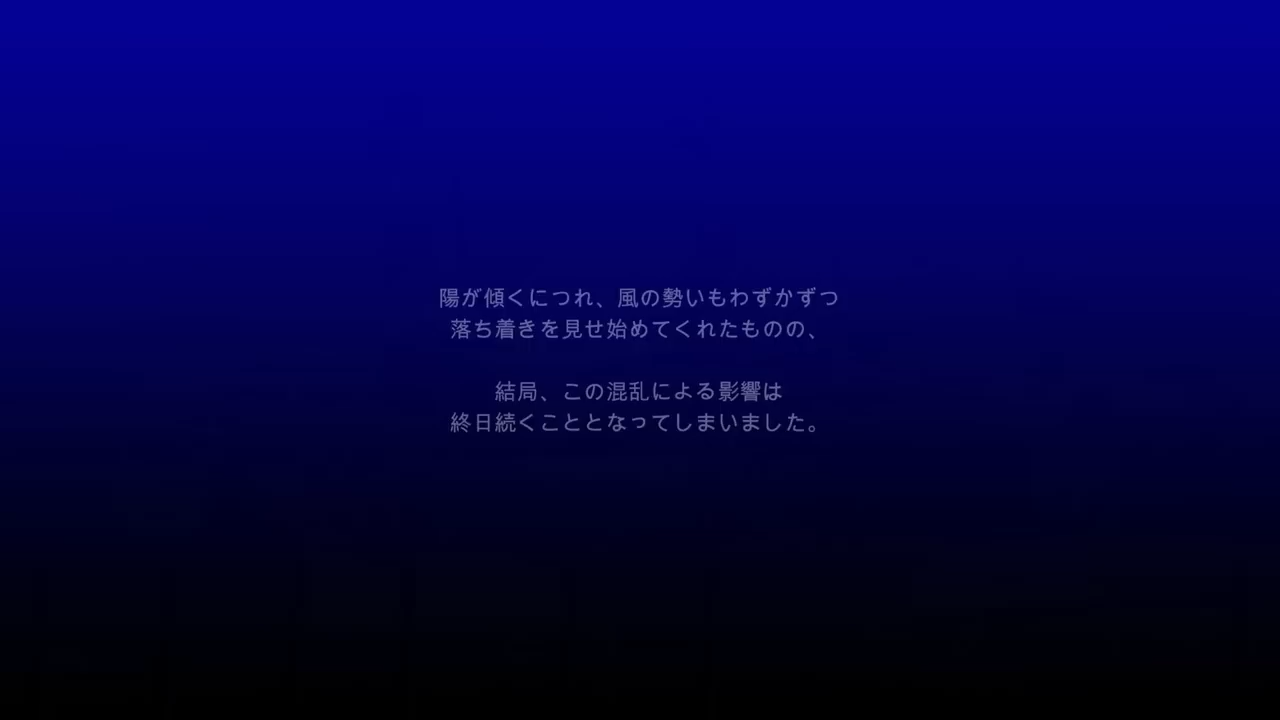 陽が傾くにつれ、風の勢いもわずかずつ
落ち着きを見せ始めてくれたものの、
結局、この混乱による影響は
終日続くこととなってしまいました。